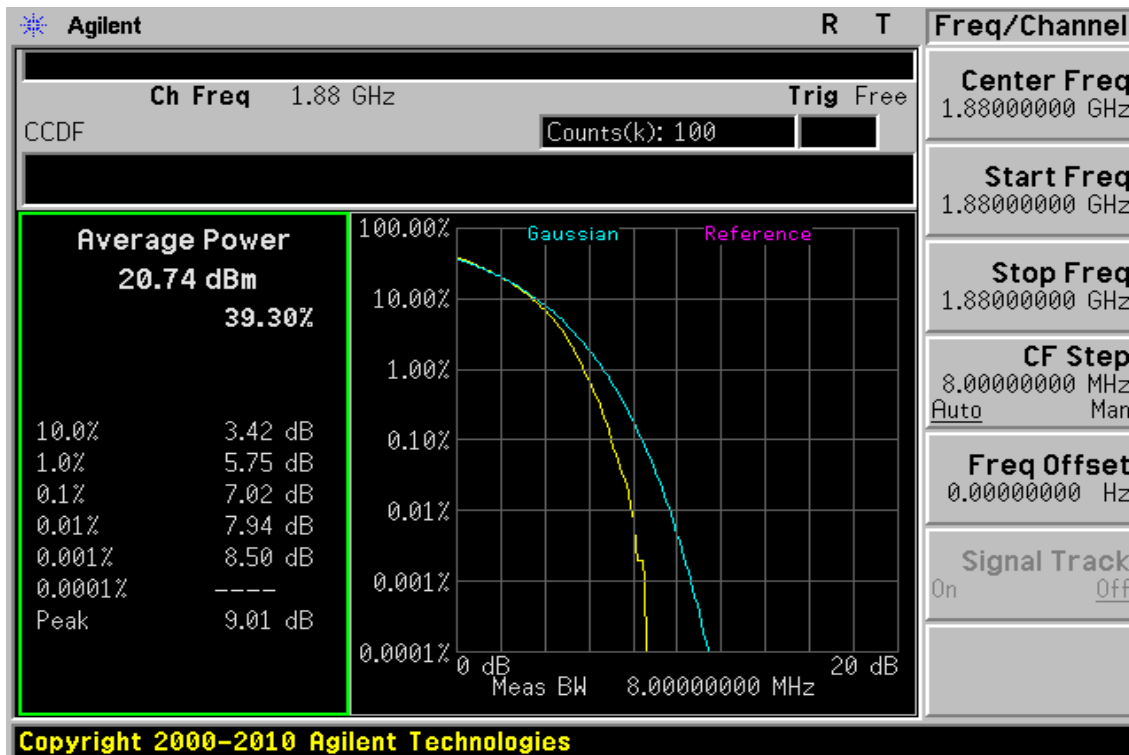 Agilent R T
Freq/Channel
Ch Freq 1.88 GHz Trig Free
CCDF Counts(k): 100
Average Power
20.74 dBm
39.30%
10.0% 3.42 dB
1.0% 5.75 dB
0.1% 7.02 dB
0.01% 7.94 dB
0.001% 8.50 dB
0.0001% ----
Peak 9.01 dB
Gaussian Reference
100.00%
10.00%
1.00%
0.10%
0.01%
0.001%
0.0001%
0 dB 20 dB
Meas BW 8.000000000 MHz
Center Freq
1.88000000 GHz
Start Freq
1.88000000 GHz
Stop Freq
1.88000000 GHz
CF Step
8.00000000 MHz
Auto Man
Freq Offset
0.00000000 Hz
Signal Track
On Off
Copyright 2000-2010 Agilent Technologies